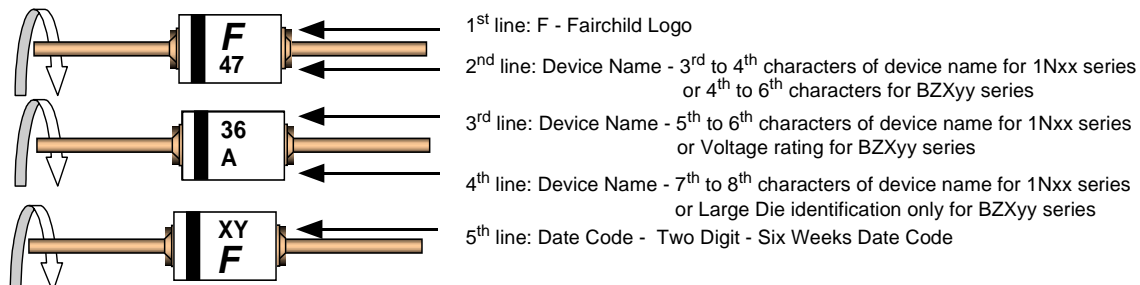 F
47
36
A
XY
F
1st line: F - Fairchild Logo
2nd line: Device Name - 3rd to 4th characters of device name for 1Nxx series
or 4th to 6th characters for BZXyy series
3rd line: Device Name - 5th to 6th characters of device name for 1Nxx series
or Voltage rating for BZXyy series
4th line: Device Name - 7th to 8th characters of device name for 1Nxx series
or Large Die identification only for BZXyy series
5th line: Date Code - Two Digit - Six Weeks Date Code